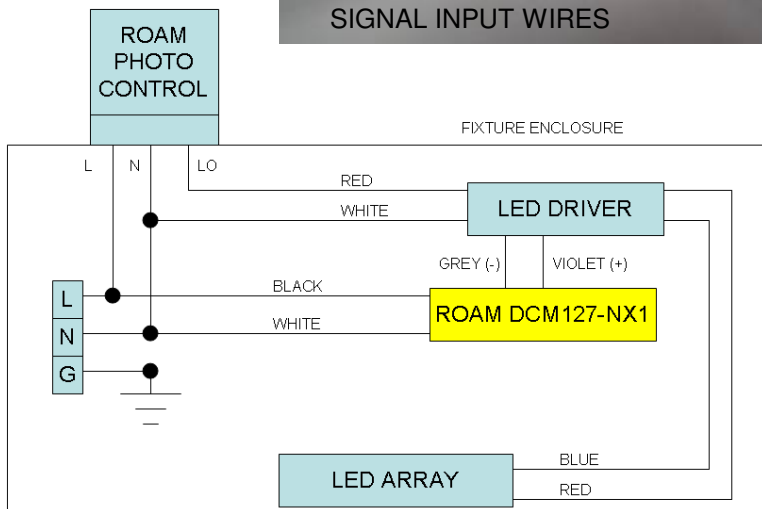 SIGNAL INPUT WIRES
ROAM
PHOTO
CONTROL
FIXTURE ENCLOSURE
L N LO
RED
WHITE
LED DRIVER
GREY (-) VIOLET (+)
L
BLACK
ROAM DCM127-NX1
N
WHITE
G
LED ARRAY
BLUE
RED